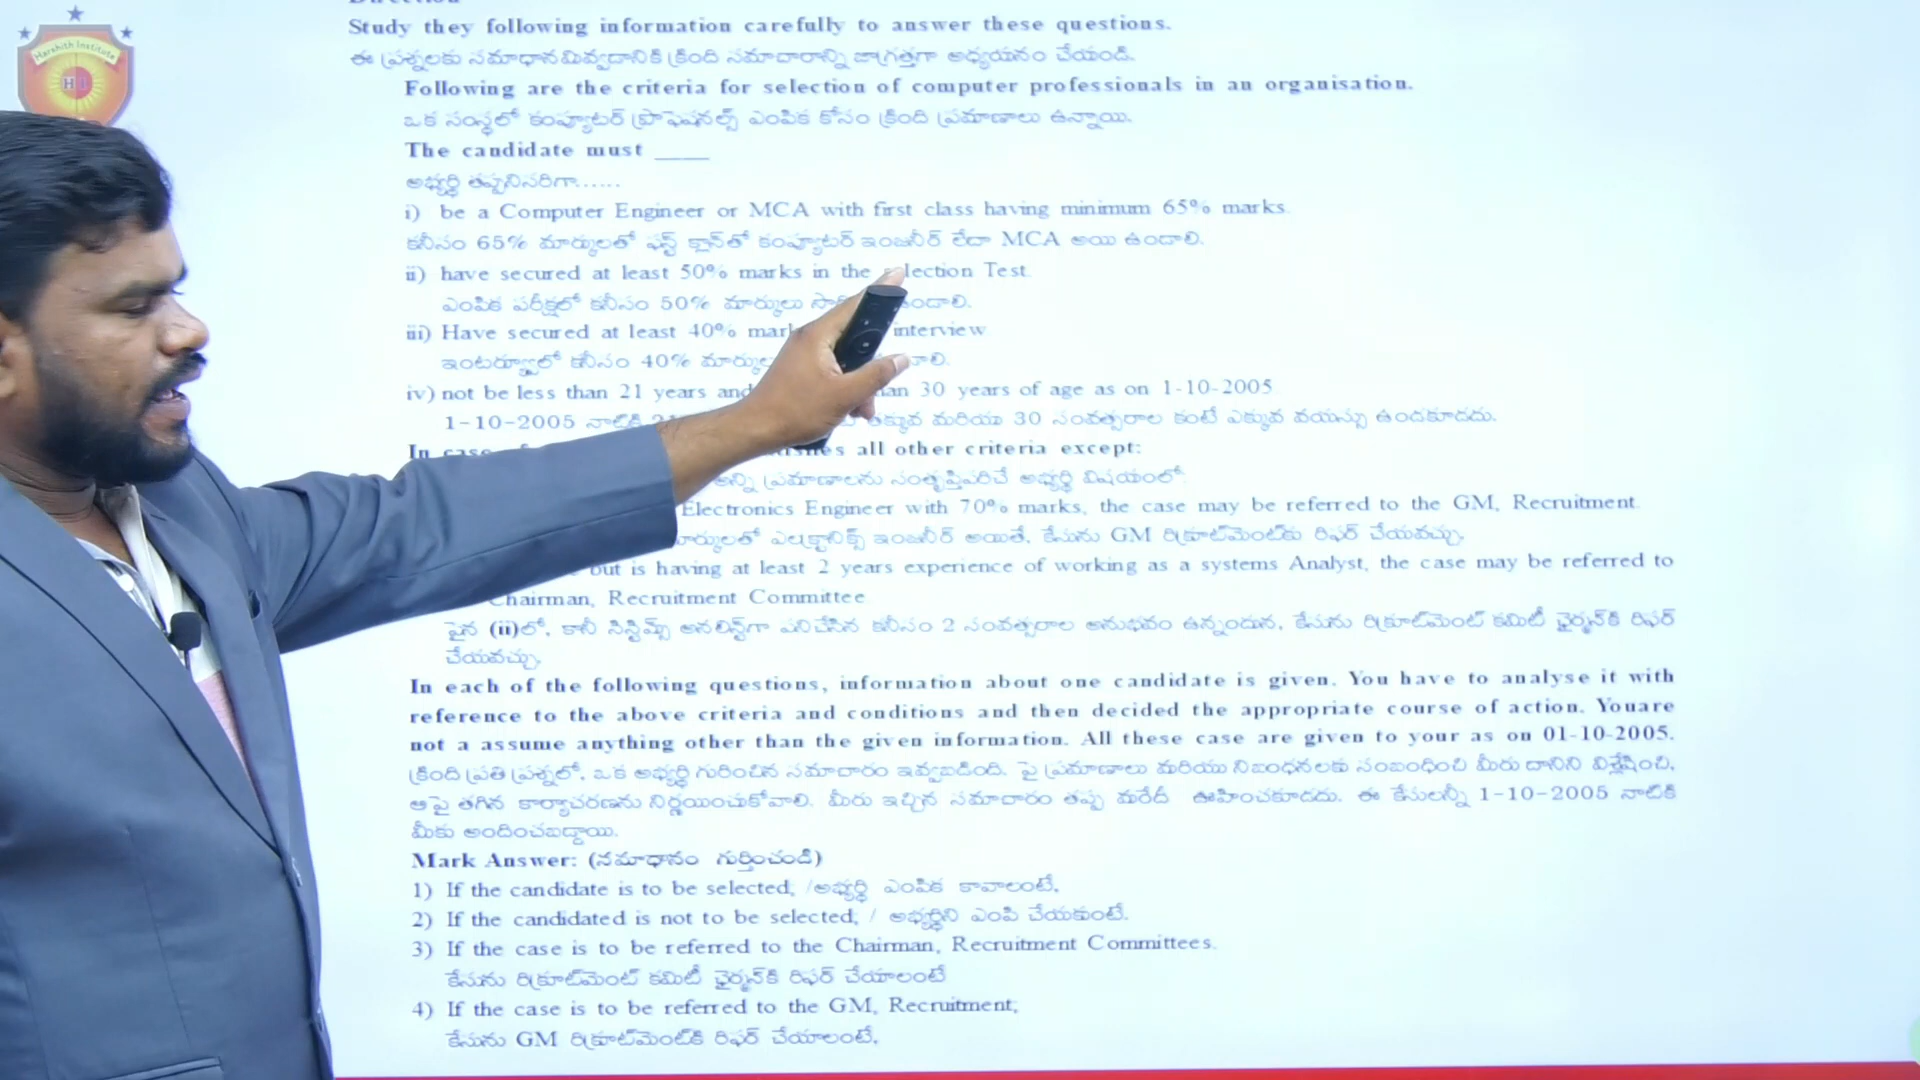 Harshith Institute
H I
Direction
Study they following information carefully to answer these questions.
ఈ ప్రశ్నలకు సమాధానమివ్వడానికి క్రింది సమాచారాన్ని జాగ్రత్తగా అధ్యయనం చేయండి.
Following are the criteria for selection of computer professionals in an organisation.
ఒక సంస్థలో కంప్యూటర్ ప్రొఫెషనల్స్ ఎంపిక కోసం క్రింది ప్రమాణాలు ఉన్నాయి.
The candidate must ____
అభ్యర్థి తప్పనిసరిగా......
i) be a Computer Engineer or MCA with first class having minimum 65% marks.
కనీసం 65% మార్కులతో ఫస్ట్ క్లాస్‌తో కంప్యూటర్ ఇంజనీర్ లేదా MCA అయి ఉండాలి.
ii) have secured at least 50% marks in the selection Test.
ఎంపిక పరీక్షలో కనీసం 50% మార్కులు
iii) Have secured at least 40% interview
ఇంటర్వ్యూలో కనీసం 40%
iv) not be less than 21 years and 30 years of age as on 1-10-2005
1-10-2005 నాటికి తక్కువ మరియు 30 సంవత్సరాల కంటే ఎక్కువ వయస్సు ఉండకూడదు.
In case all other criteria except:
అన్ని ప్రమాణాలను సంతృప్తిపరిచే అభ్యర్థి విషయంలో
Electronics Engineer with 70% marks, the case may be referred to the GM, Recruitment.
మార్కులతో ఎలక్ట్రానిక్స్ ఇంజనీర్ అయితే, కేసును GM రిక్రూట్‌మెంట్‌కు రిఫర్ చేయవచ్చు.
but is having at least 2 years experience of working as a systems Analyst, the case may be referred to
Chairman, Recruitment Committee
పైన (ii)లో, కానీ సిస్టమ్స్ అనలిస్ట్‌గా పనిచేసిన కనీసం 2 సంవత్సరాల అనుభవం ఉన్నందున, కేసును రిక్రూట్‌మెంట్ కమిటీ ఛైర్మన్‌కి రిఫర్
చేయవచ్చు.
In each of the following questions, information about one candidate is given. You have to analyse it with
reference to the above criteria and conditions and then decided the appropriate course of action. Youare
not a assume anything other than the given information. All these case are given to your as on 01-10-2005.
క్రింది ప్రతి ప్రశ్నలో, ఒక అభ్యర్థి గురించిన సమాచారం ఇవ్వబడింది. పై ప్రమాణాలు మరియు నిబంధనలకు సంబంధించి మీరు దానిని విశ్లేషించి,
ఆపై తగిన కార్యాచరణను నిర్ణయించుకోవాలి. మీరు ఇచ్చిన సమాచారం తప్ప మరేదీ ఊహించకూడదు. ఈ కేసులన్నీ 1-10-2005 నాటికి
మీకు అందించబడ్డాయి.
Mark Answer: (సమాధానం గుర్తించండి)
1) If the candidate is to be selected; /అభ్యర్థి ఎంపిక కావాలంటే.
2) If the candidated is not to be selected; / అభ్యర్థిని ఎంపి చేయకుంటే.
3) If the case is to be referred to the Chairman, Recruitment Committees.
కేసును రిక్రూట్‌మెంట్ కమిటీ ఛైర్మన్‌కి రిఫర్ చేయాలంటే
4) If the case is to be referred to the GM, Recruitment;
కేసును GM రిక్రూట్‌మెంట్‌కి రిఫర్ చేయాలంటే,